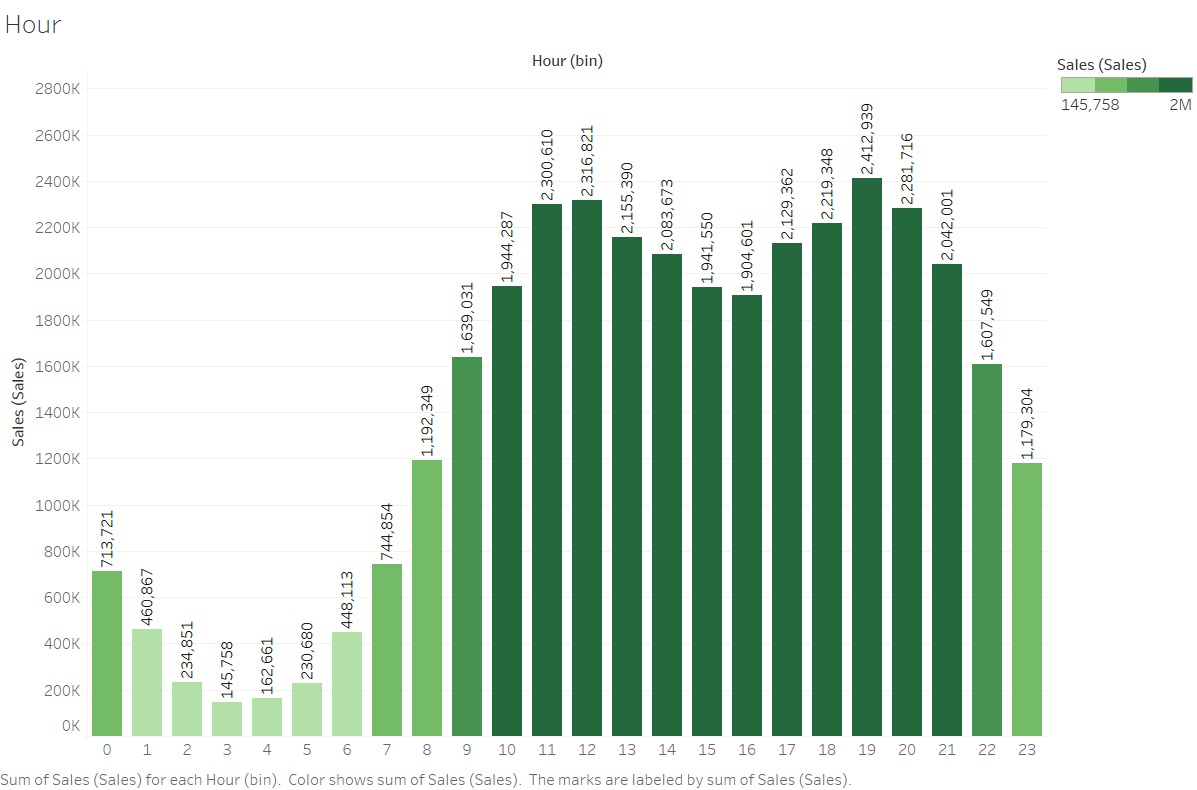 Hour
Hour (bin)
Sales (Sales)
145,758 2M
Sales (Sales)
2800K
2600K
2400K
2200K
2000K
1800K
1600K
1400K
1200K
1000K
800K
600K
400K
200K
0K
713,721
460,867
234,851
145,758
162,661
230,680
448,113
744,854
1,192,349
1,639,031
1,944,287
2,300,610
2,316,821
2,155,390
2,083,673
1,941,550
1,904,601
2,129,362
2,219,348
2,412,939
2,281,716
2,042,001
1,607,549
1,179,304
0 1 2 3 4 5 6 7 8 9 10 11 12 13 14 15 16 17 18 19 20 21 22 23
Sum of Sales (Sales) for each Hour (bin). Color shows sum of Sales (Sales). The marks are labeled by sum of Sales (Sales).